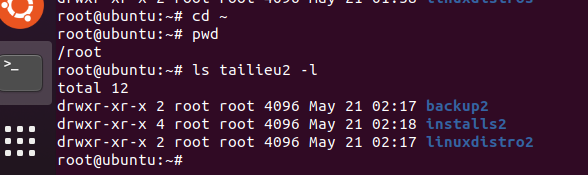 root@ubuntu:~# cd ~
root@ubuntu:~# pwd
/root
root@ubuntu:~# ls tailieu2 -l
total 12
drwxr-xr-x 2 root root 4096 May 21 02:17 backup2
drwxr-xr-x 4 root root 4096 May 21 02:18 installs2
drwxr-xr-x 2 root root 4096 May 21 02:17 linuxdistro2
root@ubuntu:~#
>_